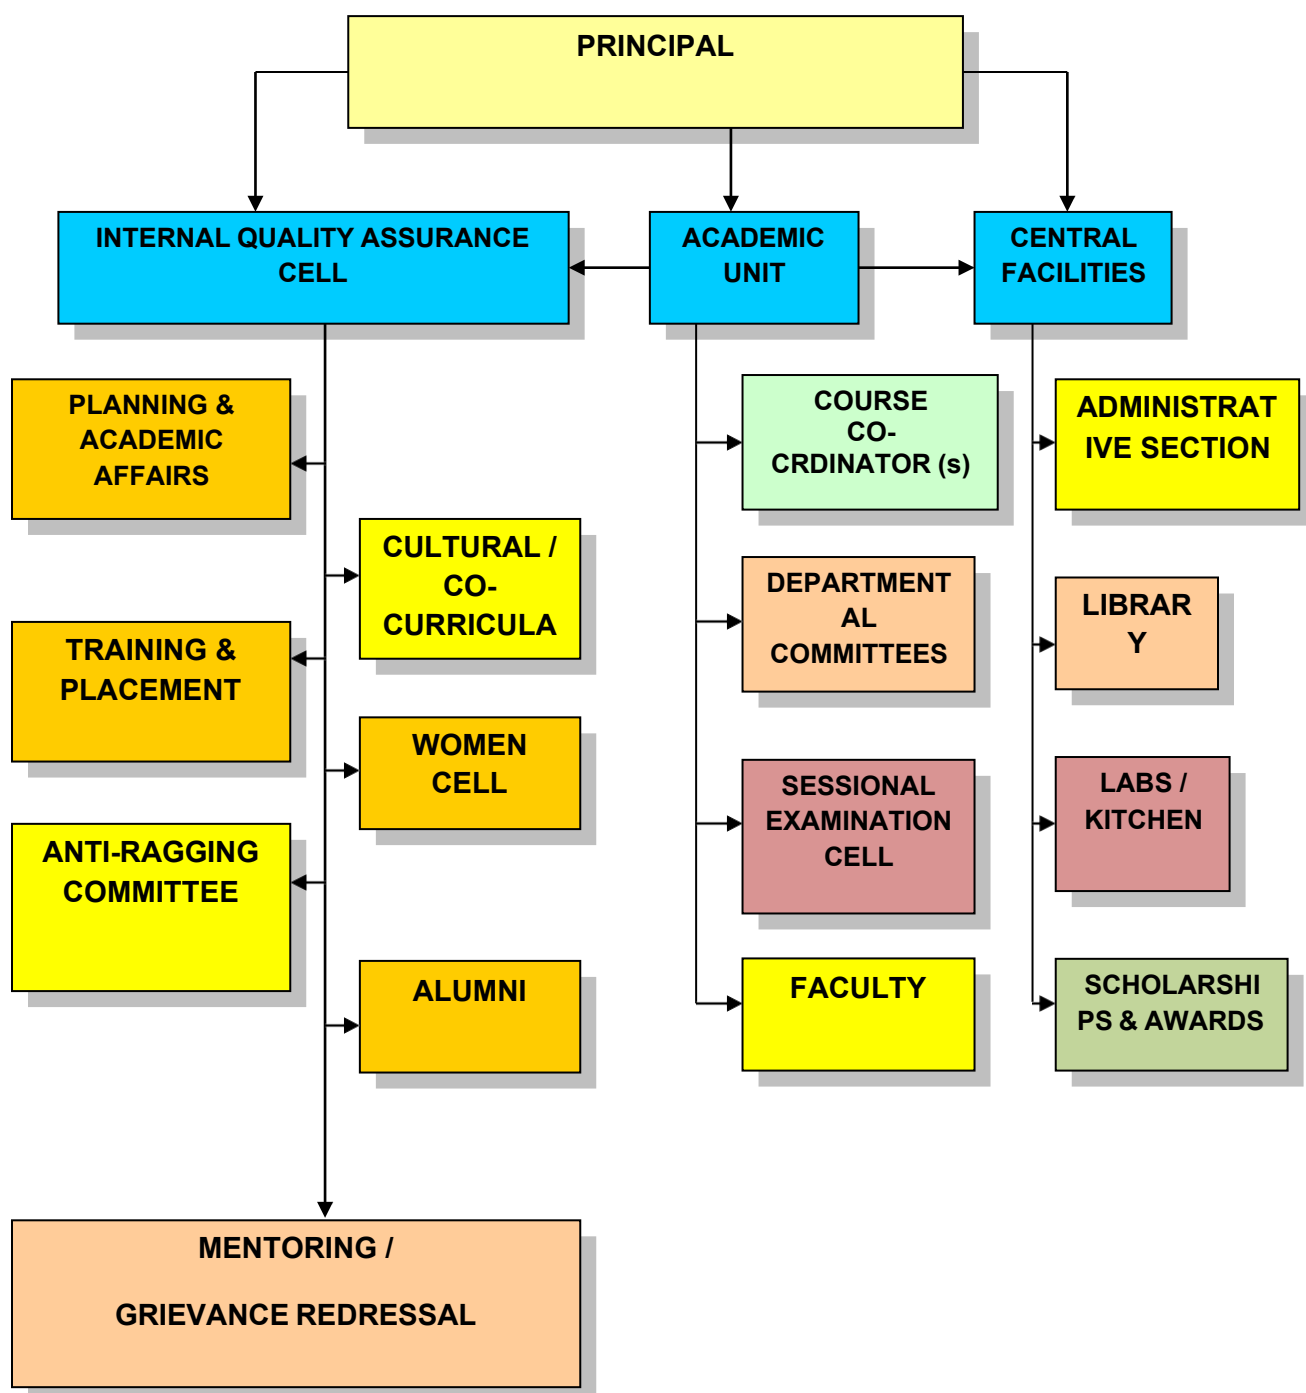 PRINCIPAL
INTERNAL QUALITY ASSURANCE
CELL
ACADEMIC
UNIT
CENTRAL
FACILITIES
PLANNING &
ACADEMIC
AFFAIRS
CULTURAL /
CO-
CURRICULA
TRAINING &
PLACEMENT
WOMEN
CELL
ANTI-RAGGING
COMMITTEE
ALUMNI
MENTORING /
GRIEVANCE REDRESSAL
COURSE
CO-
CRDINATOR (s)
DEPARTMENT
AL
COMMITTEES
SESSIONAL
EXAMINATION
CELL
FACULTY
ADMINISTRAT
IVE SECTION
LIBRAR
Y
LABS /
KITCHEN
SCHOLARSHI
PS & AWARDS